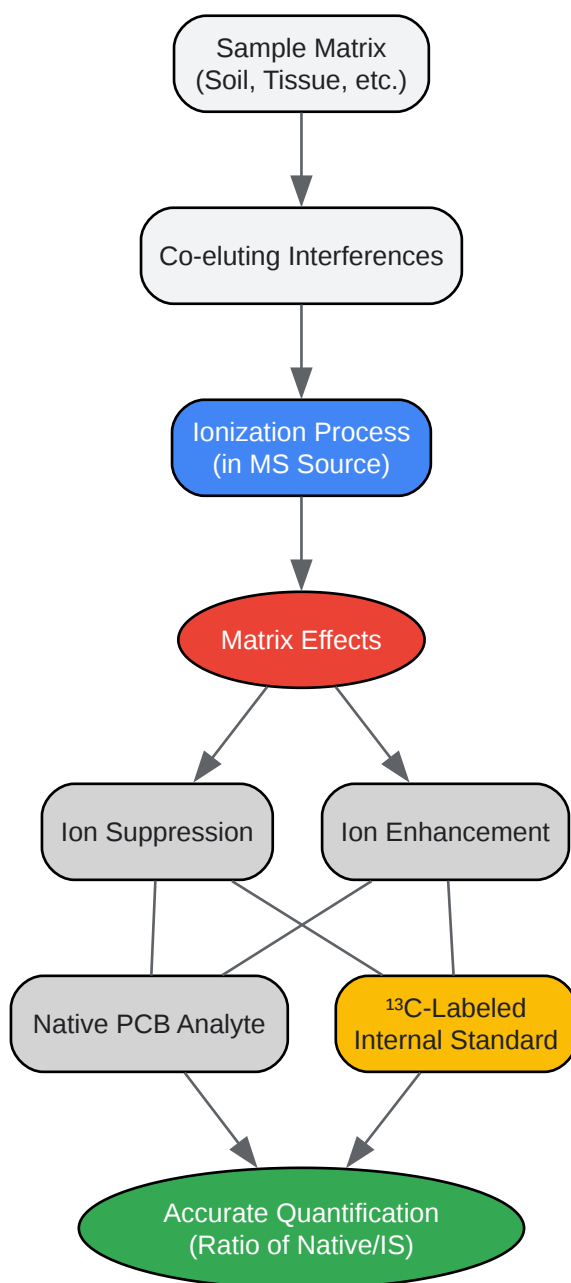 Sample Matrix
(Soil, Tissue, etc.)
Co-eluting Interferences
Ionization Process
(in MS Source)
Matrix Effects
Ion Suppression
Ion Enhancement
Native PCB Analyte
¹³C-Labeled
Internal Standard
Accurate Quantification
(Ratio of Native/IS)